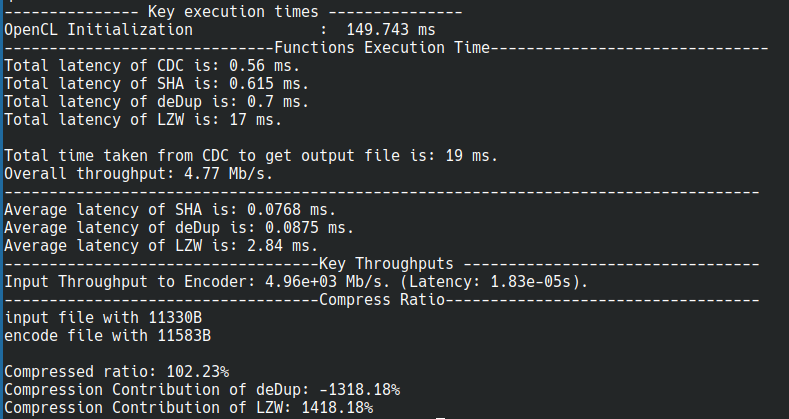 --------------- Key execution times ---------------
OpenCL Initialization              :  149.743 ms
------------------------------Functions Execution Time-------------------------------
Total latency of CDC is: 0.56 ms.
Total latency of SHA is: 0.615 ms.
Total latency of deDup is: 0.7 ms.
Total latency of LZW is: 17 ms.

Total time taken from CDC to get output file is: 19 ms.
Overall throughput: 4.77 Mb/s.
------------------------------------------------------------------------------------
Average latency of SHA is: 0.0768 ms.
Average latency of deDup is: 0.0875 ms.
Average latency of LZW is: 2.84 ms.
-----------------------------------Key Throughputs ---------------------------------
Input Throughput to Encoder: 4.96e+03 Mb/s. (Latency: 1.83e-05s).
-----------------------------------Compress Ratio-----------------------------------
input file with 11330B
encode file with 11583B

Compressed ratio: 102.23%
Compression Contribution of deDup: -1318.18%
Compression Contribution of LZW: 1418.18%